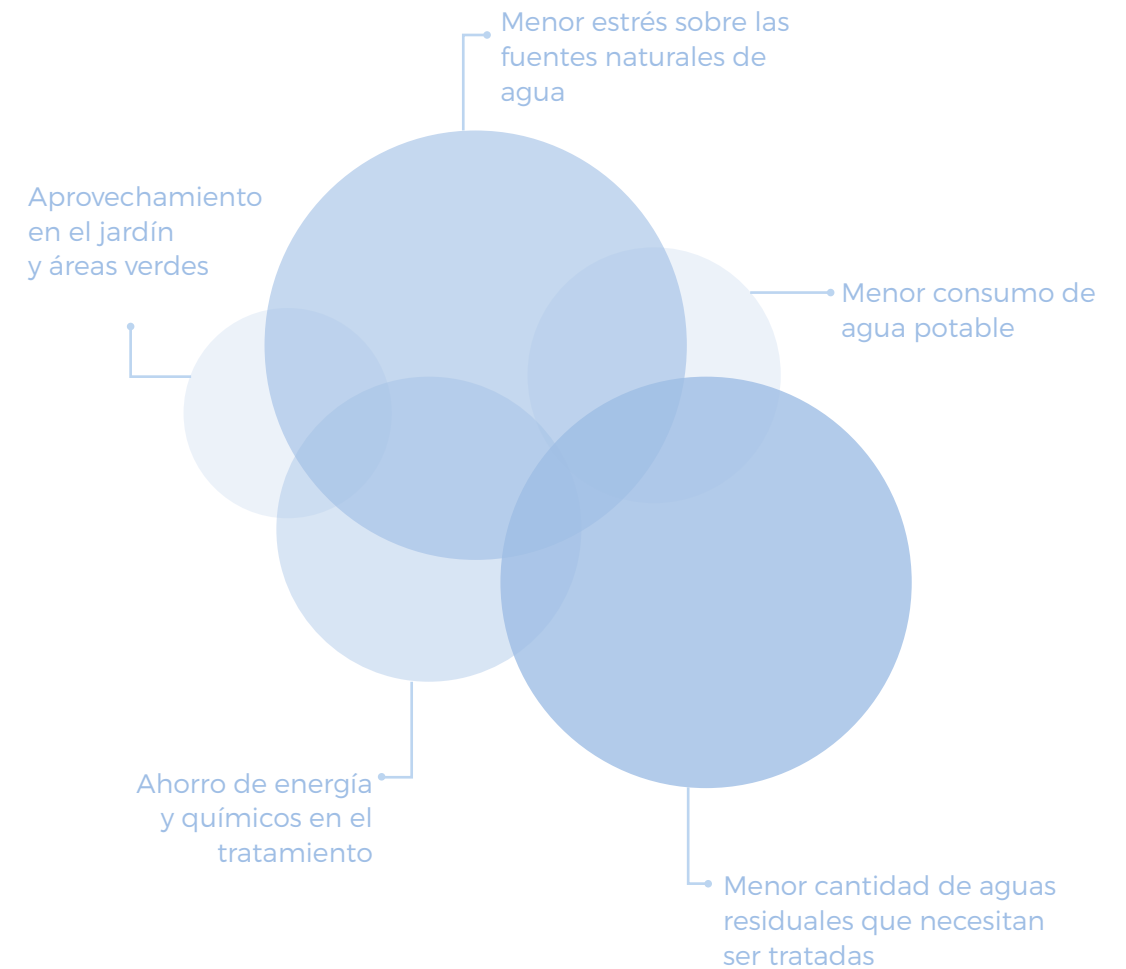 Menor estrés sobre las
fuentes naturales de
agua
Aprovechamiento
en el jardín
y áreas verdes
Menor consumo de
agua potable
Ahorro de energía
y químicos en el
tratamiento
Menor cantidad de aguas
residuales que necesitan
ser tratadas